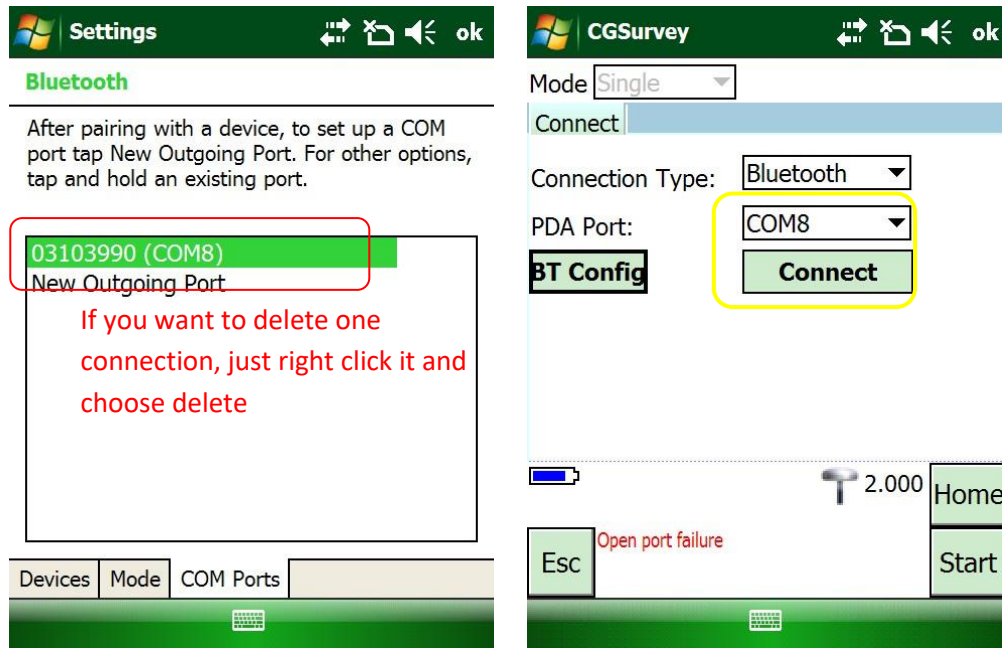 Settings
ok
Bluetooth
After pairing with a device, to set up a COM
port tap New Outgoing Port. For other options,
tap and hold an existing port.
03103990 (COM8)
New Outgoing Port
If you want to delete one
connection, just right click it and
choose delete
Devices
Mode
COM Ports
CGSurvey
ok
Mode Single
Connect
Connection Type: Bluetooth
PDA Port: COM8
BT Config
Connect
2.000
Home
Esc
Open port failure
Start